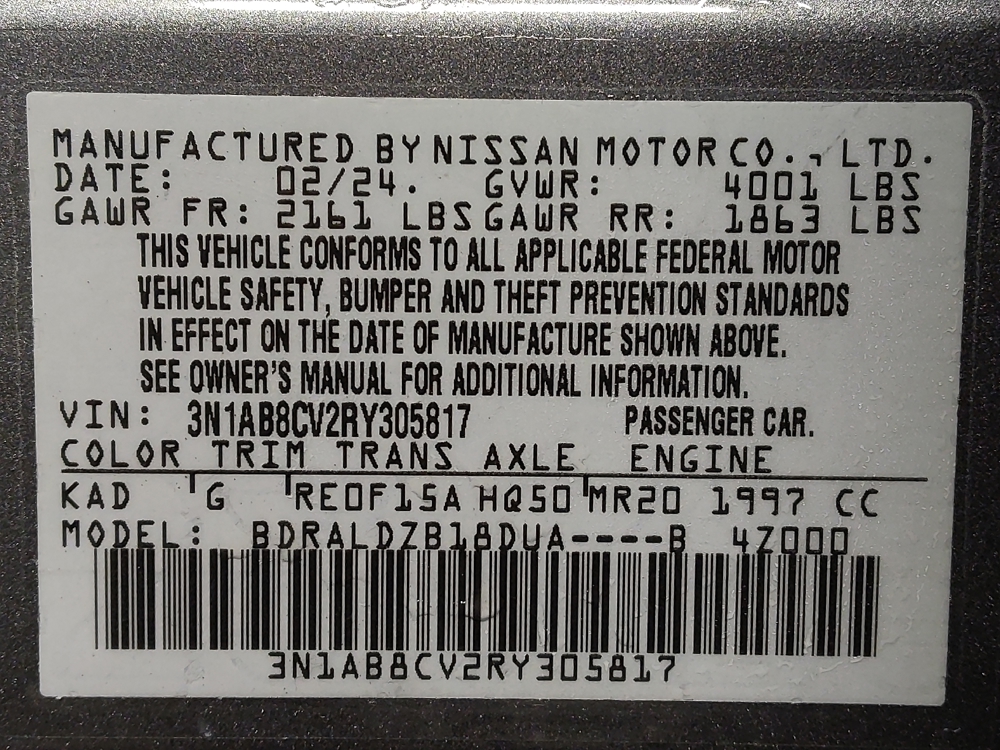 MANUFACTURED BY NISSAN MOTOR CO., LTD.
DATE: 02/24. GVWR: 4001 LBS
GAWR FR: 2161 LBS GAWR RR: 1863 LBS
THIS VEHICLE CONFORMS TO ALL APPLICABLE FEDERAL MOTOR
VEHICLE SAFETY, BUMPER AND THEFT PREVENTION STANDARDS
IN EFFECT ON THE DATE OF MANUFACTURE SHOWN ABOVE.
SEE OWNER'S MANUAL FOR ADDITIONAL INFORMATION.
VIN: 3N1AB8CV2RY305817 PASSENGER CAR.
COLOR TRIM TRANS AXLE ENGINE
KAD G RE0F15A HQ50 MR20 1997 CC
MODEL: BDRALDZB18DUA----B 4Z000
3N1AB8CV2RY305817